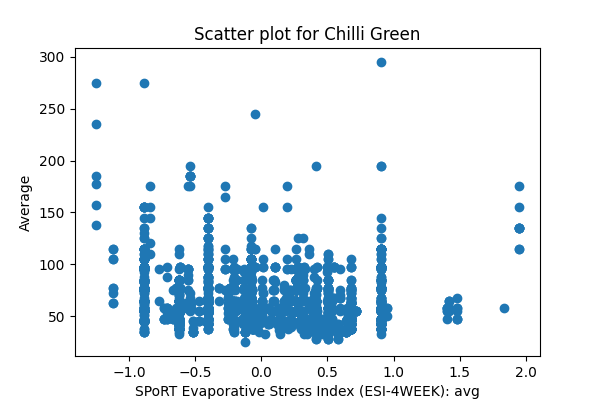 Scatter plot for Chilli Green
300
250
200
150
100
50
Average
−1.0 −0.5 0.0 0.5 1.0 1.5 2.0
SPoRT Evaporative Stress Index (ESI-4WEEK): avg